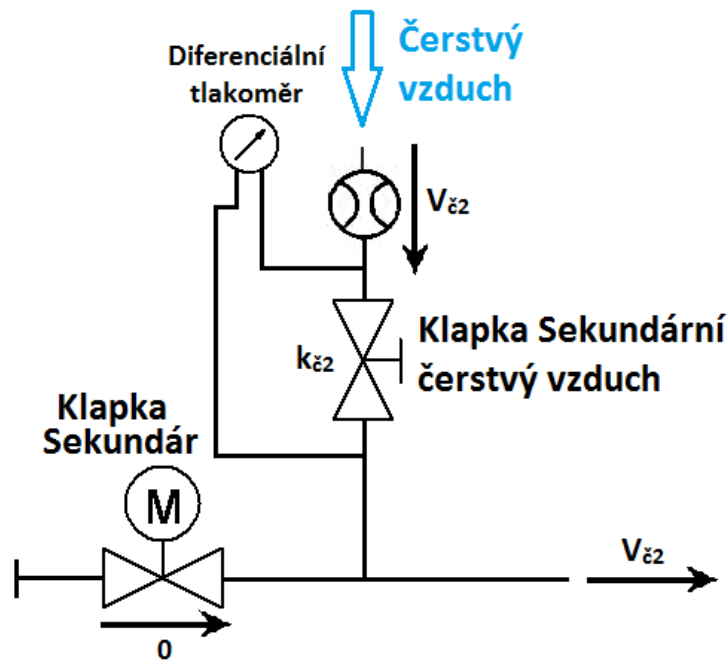 Diferenciální
tlakoměr
Čerstvý
vzduch
Vč2
kč2
Klapka Sekundární
čerstvý vzduch
Klapka
Sekundár
M
Vč2
0